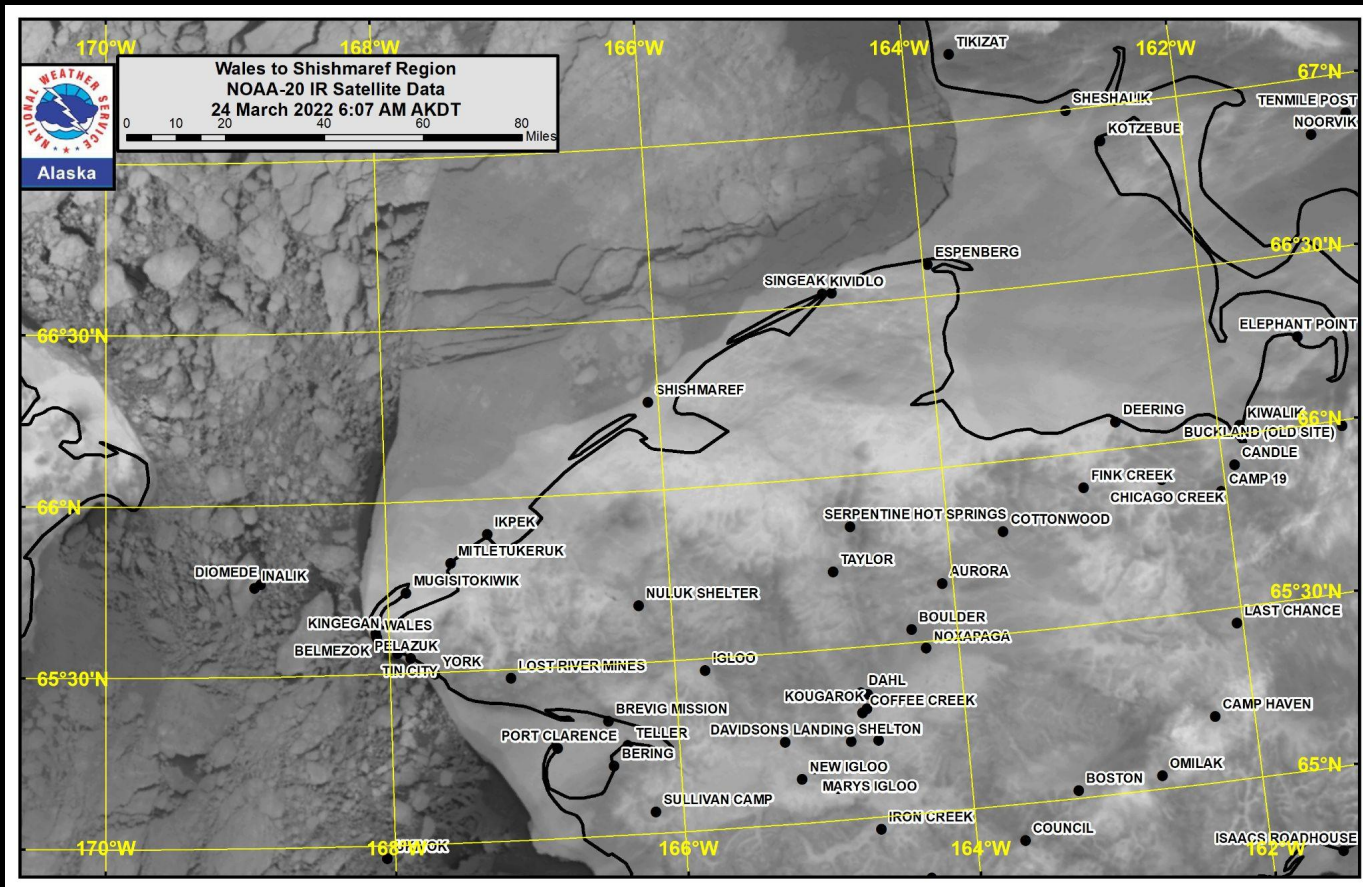 170°W
168°W
166°W
164°W
162°W
NATIONAL WEATHER SERVICE
Alaska
Wales to Shishmaref Region
NOAA-20 IR Satellite Data
24 March 2022 6:07 AM AKDT
0 10 20 40 60 80
Miles
TIKIZAT
67°N
SHESHALIK
TENMILE POST
KOTZEBUE
NOORVIK
66°30'N
ESPENBERG
SINGEAK
KIVIDLO
66°30'N
ELEPHANT POINT
SHISHMAREF
DEERING
KIWALIK
66°N
BUCKLAND (OLD SITE)
CANDLE
FINK CREEK
CAMP 19
CHICAGO CREEK
66°N
SERPENTINE HOT SPRINGS
COTTONWOOD
IKPEK
MITLETUKERUK
TAYLOR
AURORA
DIOMEDE
INALIK
MUGISITOKIWIK
NULUK SHELTER
65°30'N
LAST CHANCE
KINGEGAN
WALES
BOULDER
NOXAPAGA
BELMEZOK
PELAZUK
TIN CITY
YORK
LOST RIVER MINES
IGLOO
65°30'N
DAHL
KOUGAROK
COFFEE CREEK
CAMP HAVEN
BREVIG MISSION
PORT CLARENCE
TELLER
DAVIDSONS LANDING
SHELTON
BERING
NEW IGLOO
MARYS IGLOO
65°N
OMILAK
BOSTON
SULLIVAN CAMP
IRON CREEK
COUNCIL
ISAACS ROADHOUSE
170°W
168°W
166°W
164°W
162°W